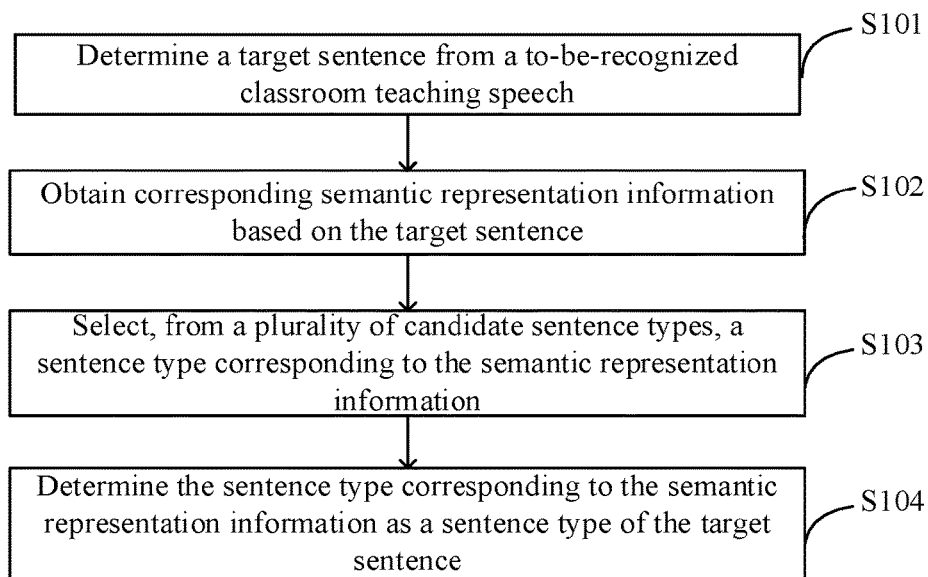 S101
Determine a target sentence from a to-be-recognized
classroom teaching speech
S102
Obtain corresponding semantic representation information
based on the target sentence
S103
Select, from a plurality of candidate sentence types, a
sentence type corresponding to the semantic representation
information
S104
Determine the sentence type corresponding to the semantic
representation information as a sentence type of the target
sentence